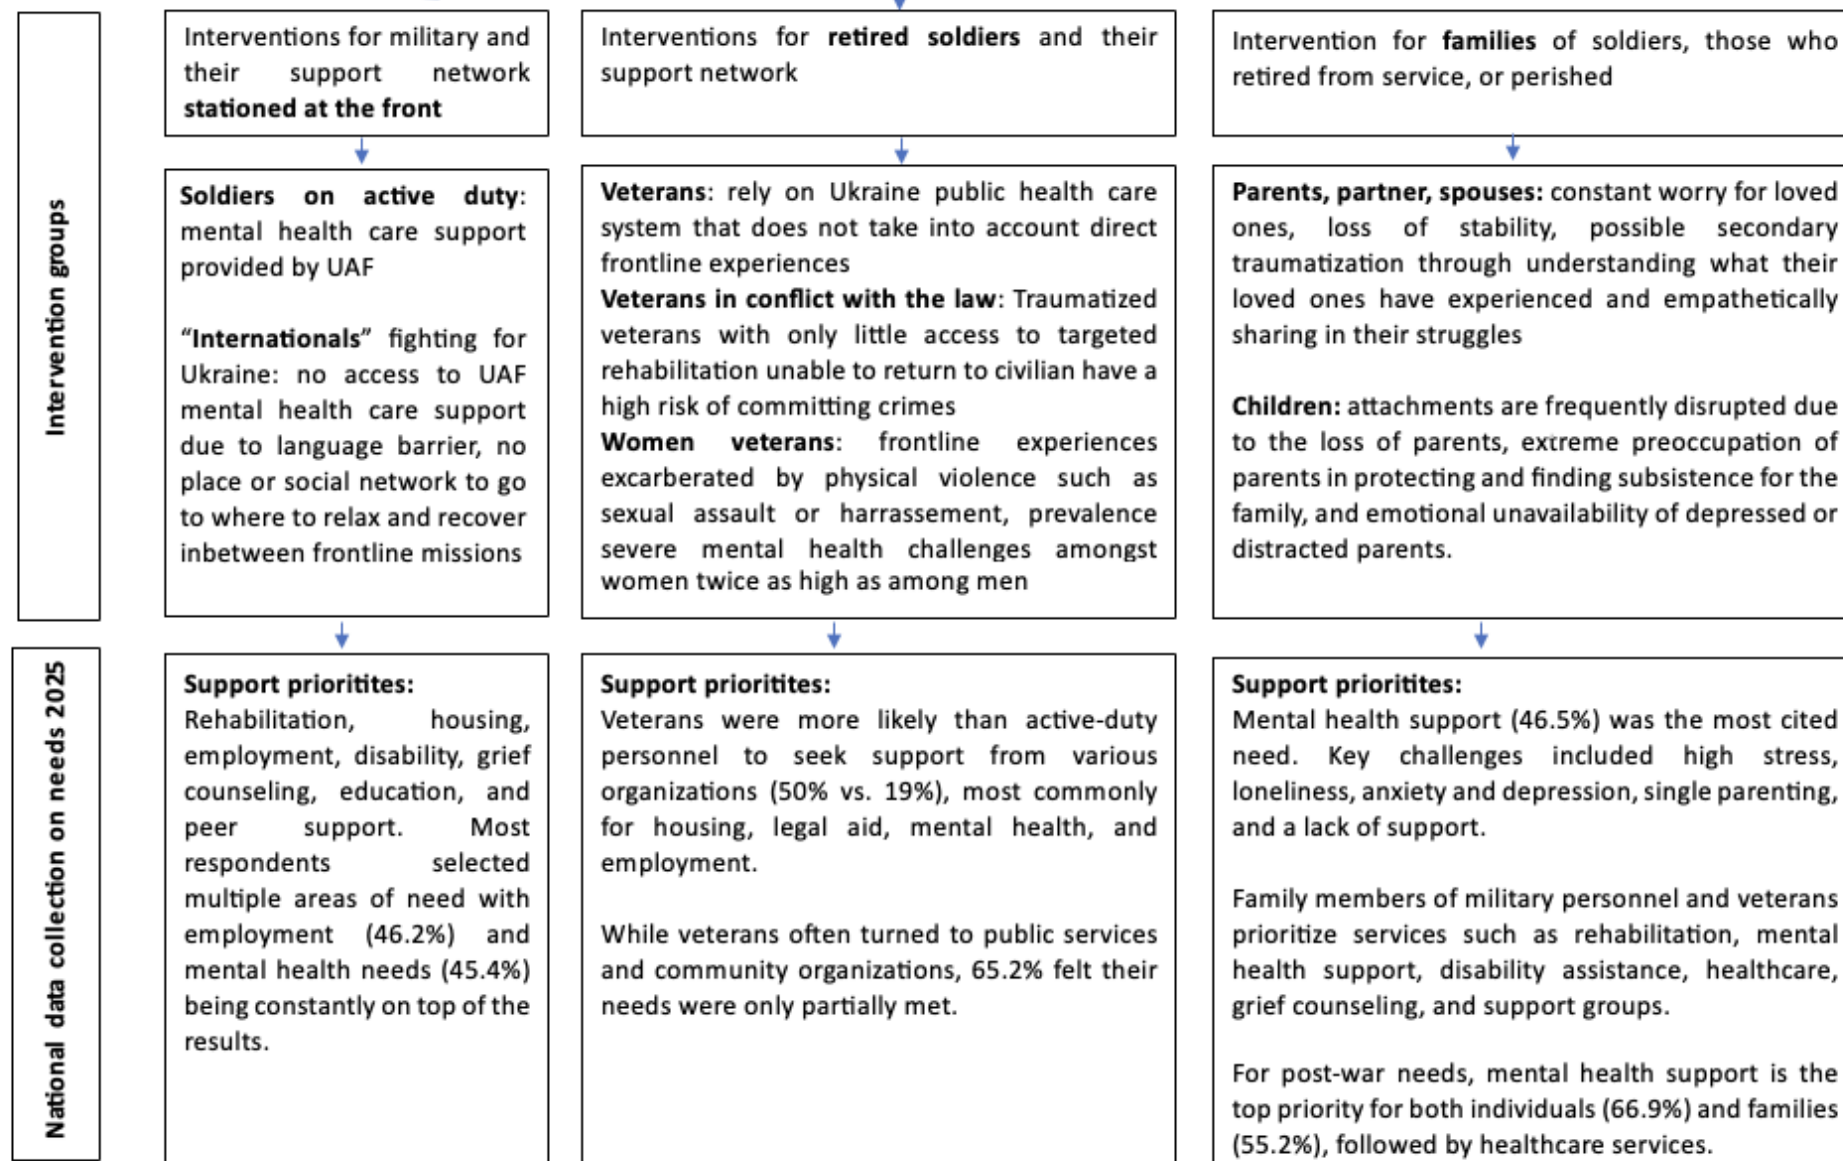 Intervention groups
Interventions for military and
their support network
stationed at the front
Interventions for retired soldiers and their
support network
Intervention for families of soldiers, those who
retired from service, or perished
Soldiers on active duty:
mental health care support
provided by UAF
“Internationals” fighting for
Ukraine: no access to UAF
mental health care support
due to language barrier, no
place or social network to go
to where to relax and recover
inbetween frontline missions
Veterans: rely on Ukraine public health care
system that does not take into account direct
frontline experiences
Veterans in conflict with the law: Traumatized
veterans with only little access to targeted
rehabilitation unable to return to civilian have a
high risk of committing crimes
Women veterans: frontline experiences
excarberated by physical violence such as
sexual assault or harrassement, prevalence
severe mental health challenges amongst
women twice as high as among men
Parents, partner, spouses: constant worry for loved
ones, loss of stability, possible secondary
traumatization through understanding what their
loved ones have experienced and empathetically
sharing in their struggles
Children: attachments are frequently disrupted due
to the loss of parents, extreme preoccupation of
parents in protecting and finding subsistence for the
family, and emotional unavailability of depressed or
distracted parents.
National data collection on needs 2025
Support prioritites:
Rehabilitation, housing,
employment, disability, grief
counseling, education, and
peer support. Most
respondents selected
multiple areas of need with
employment (46.2%) and
mental health needs (45.4%)
being constantly on top of the
results.
Support prioritites:
Veterans were more likely than active-duty
personnel to seek support from various
organizations (50% vs. 19%), most commonly
for housing, legal aid, mental health, and
employment.
While veterans often turned to public services
and community organizations, 65.2% felt their
needs were only partially met.
Support prioritites:
Mental health support (46.5%) was the most cited
need. Key challenges included high stress,
loneliness, anxiety and depression, single parenting,
and a lack of support.
Family members of military personnel and veterans
prioritize services such as rehabilitation, mental
health support, disability assistance, healthcare,
grief counseling, and support groups.
For post-war needs, mental health support is the
top priority for both individuals (66.9%) and families
(55.2%), followed by healthcare services.